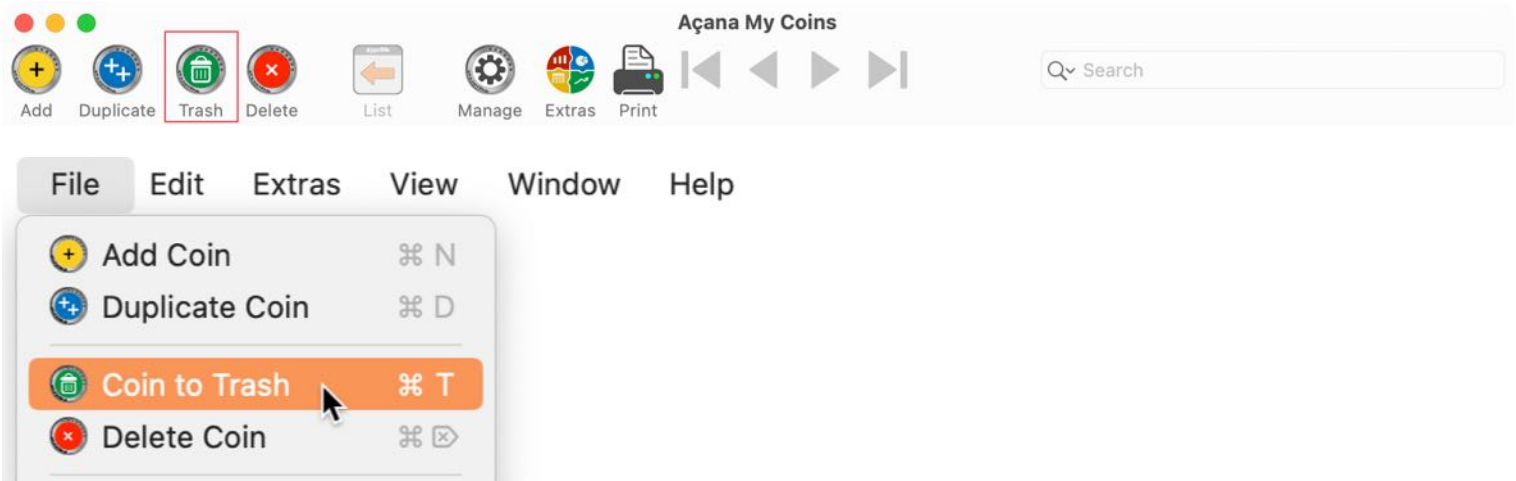 Açana My Coins
Search
Add Duplicate Trash Delete List Manage Extras Print
File Edit Extras View Window Help
Add Coin ⌘ N
Duplicate Coin ⌘ D
Coin to Trash ⌘ T
Delete Coin ⌘ ⌦